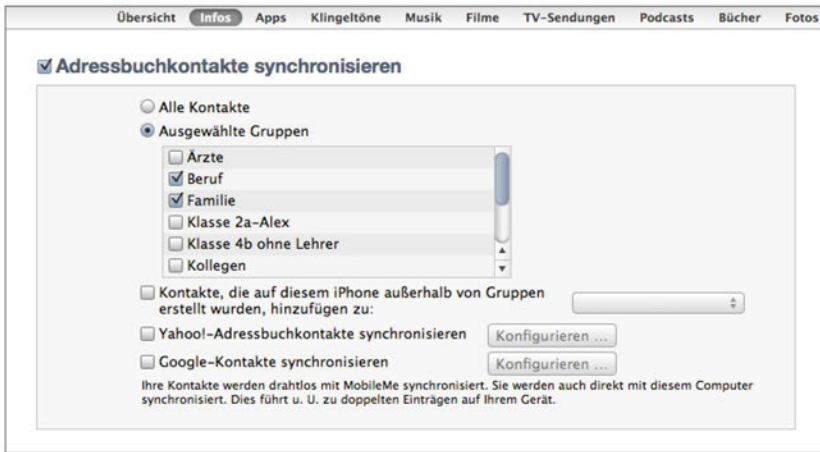 Übersicht Infos Apps Klingeltöne Musik Filme TV-Sendungen Podcasts Bücher Fotos
Adressbuchkontakte synchronisieren
Alle Kontakte
Ausgewählte Gruppen
Ärzte
Beruf
Familie
Klasse 2a-Alex
Klasse 4b ohne Lehrer
Kollegen
Kontakte, die auf diesem iPhone außerhalb von Gruppen
erstellt wurden, hinzufügen zu:
Yahoo!-Adressbuchkontakte synchronisieren Konfigurieren ...
Google-Kontakte synchronisieren Konfigurieren ...
Ihre Kontakte werden drahtlos mit MobileMe synchronisiert. Sie werden auch direkt mit diesem Computer
synchronisiert. Dies führt u. U. zu doppelten Einträgen auf Ihrem Gerät.